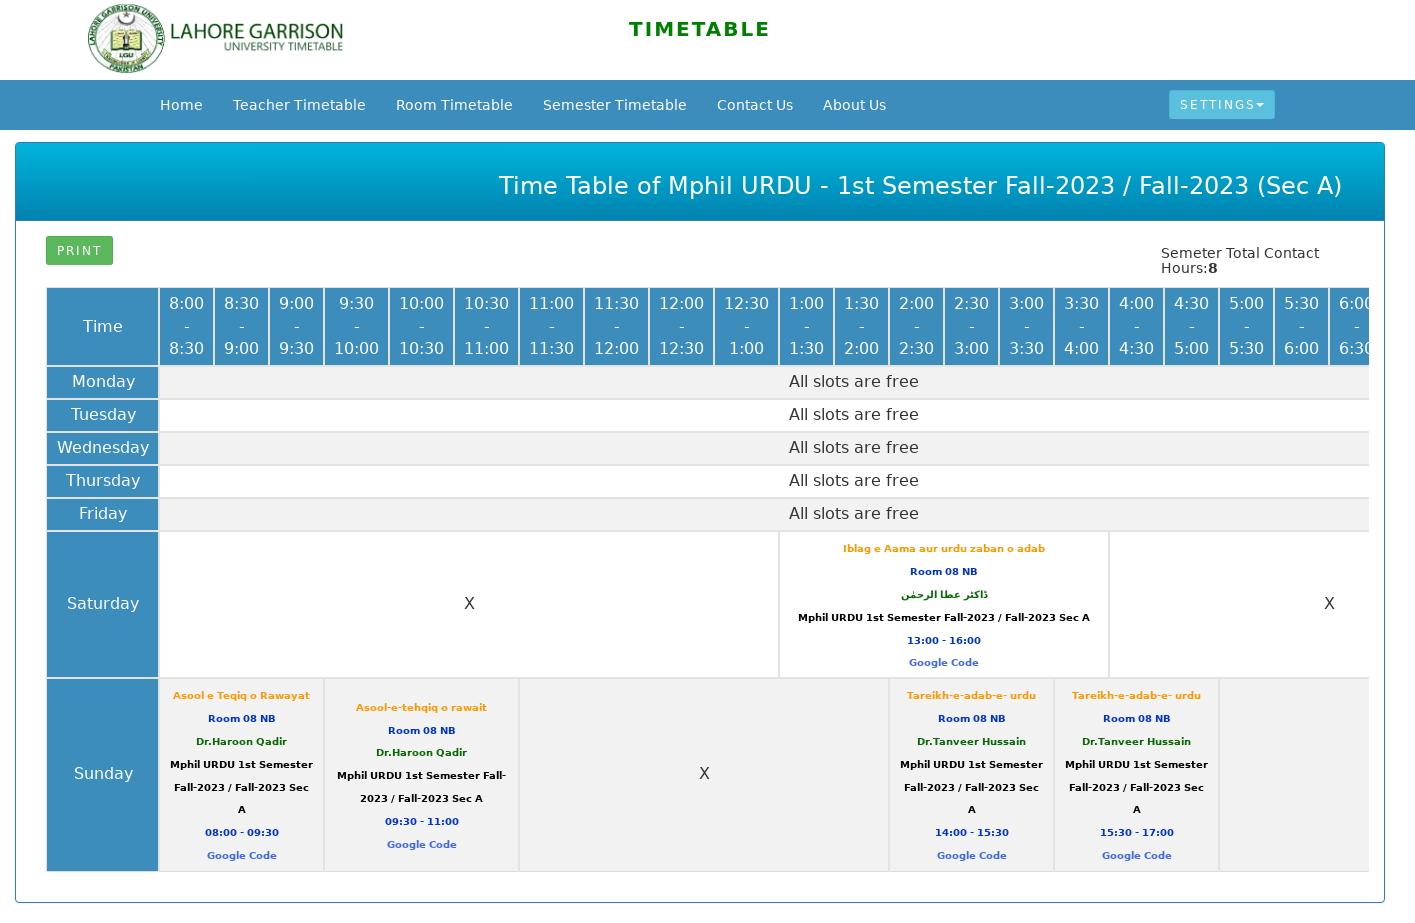 LAHORE GARRISON
UNIVERSITY TIMETABLE
TIMETABLE
Home Teacher Timetable Room Timetable Semester Timetable Contact Us About Us SETTINGS
Time Table of Mphil URDU - 1st Semester Fall-2023 / Fall-2023 (Sec A)
PRINT
Semeter Total Contact
Hours:8
Time
8:00 - 8:30
8:30 - 9:00
9:00 - 9:30
9:30 - 10:00
10:00 - 10:30
10:30 - 11:00
11:00 - 11:30
11:30 - 12:00
12:00 - 12:30
12:30 - 1:00
1:00 - 1:30
1:30 - 2:00
2:00 - 2:30
2:30 - 3:00
3:00 - 3:30
3:30 - 4:00
4:00 - 4:30
4:30 - 5:00
5:00 - 5:30
5:30 - 6:00
6:00 - 6:30
Monday All slots are free
Tuesday All slots are free
Wednesday All slots are free
Thursday All slots are free
Friday All slots are free
Saturday
X
Iblag e Aama aur urdu zaban o adab
Room 08 NB
ڈاکٹر عطا الرحمٰن
Mphil URDU 1st Semester Fall-2023 / Fall-2023 Sec A
13:00 - 16:00
Google Code
X
Sunday
Asool e Teqiq o Rawayat
Room 08 NB
Dr.Haroon Qadir
Mphil URDU 1st Semester
Fall-2023 / Fall-2023 Sec
A
08:00 - 09:30
Google Code
Asool-e-tehqiq o rawait
Room 08 NB
Dr.Haroon Qadir
Mphil URDU 1st Semester Fall-
2023 / Fall-2023 Sec A
09:30 - 11:00
Google Code
X
Tareikh-e-adab-e- urdu
Room 08 NB
Dr.Tanveer Hussain
Mphil URDU 1st Semester
Fall-2023 / Fall-2023 Sec
A
14:00 - 15:30
Google Code
Tareikh-e-adab-e- urdu
Room 08 NB
Dr.Tanveer Hussain
Mphil URDU 1st Semester
Fall-2023 / Fall-2023 Sec
A
15:30 - 17:00
Google Code